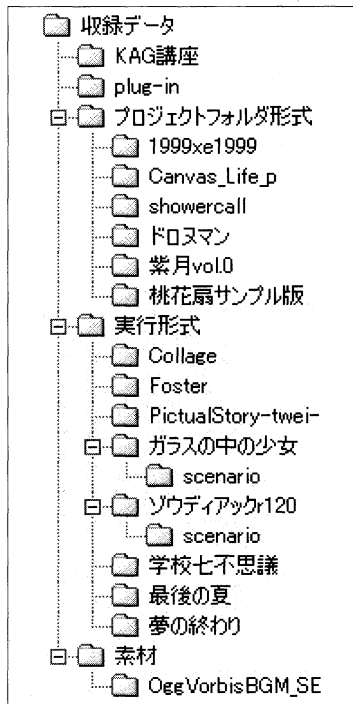 収録データ
KAG講座
plug-in
プロジェクトフォルダ形式
1999xe1999
Canvas_Life_p
showercall
ドロヌマン
紫月vol.0
桃花扇サンプル版
実行形式
Collage
Foster
PictualStory-twei-
ガラスの中の少女
scenario
ゾウディアックr120
scenario
学校七不思議
最後の夏
夢の終わり
素材
OggVorbisBGM_SE